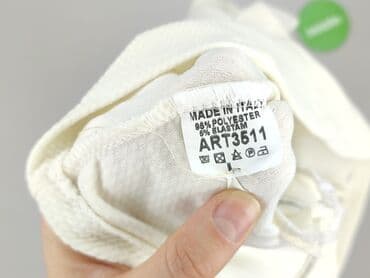 MADE IN ITALY
95% POLYESTER
5% ELASTAM
ART3511
L